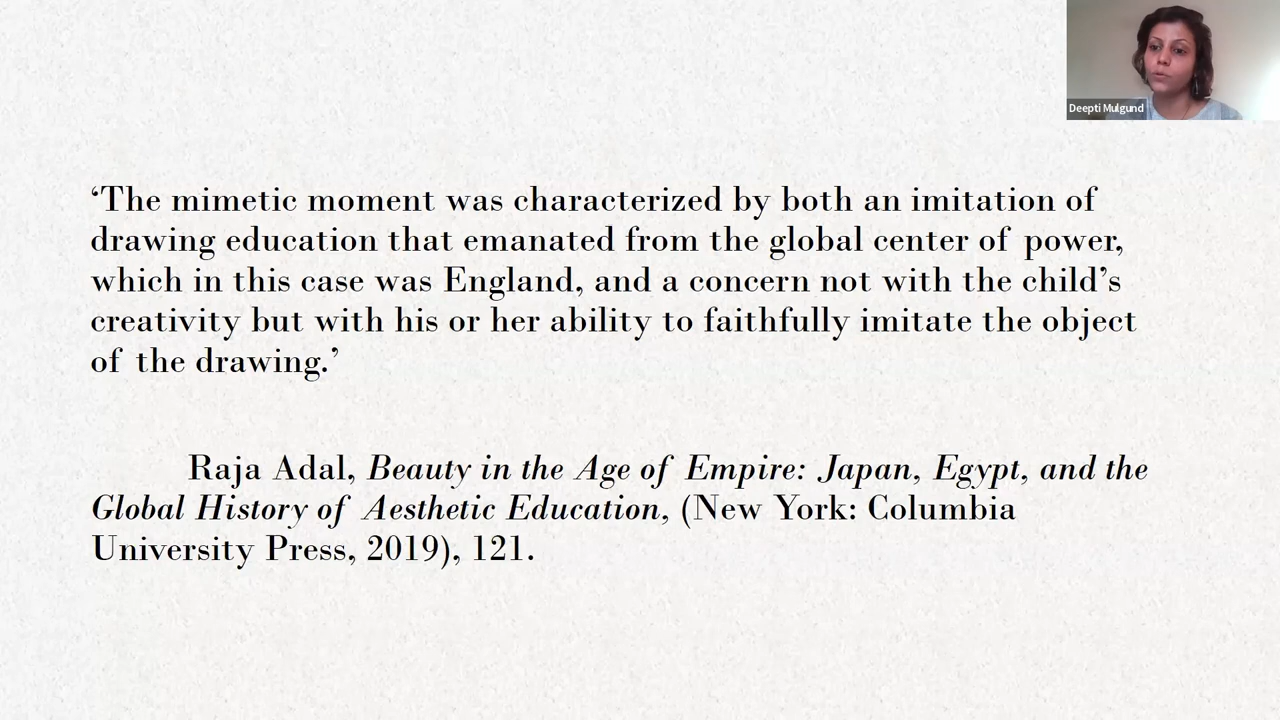 Deepti Mulgund
‘The mimetic moment was characterized by both an imitation of
drawing education that emanated from the global center of power,
which in this case was England, and a concern not with the child’s
creativity but with his or her ability to faithfully imitate the object
of the drawing.’
Raja Adal, Beauty in the Age of Empire: Japan, Egypt, and the
Global History of Aesthetic Education, (New York: Columbia
University Press, 2019), 121.